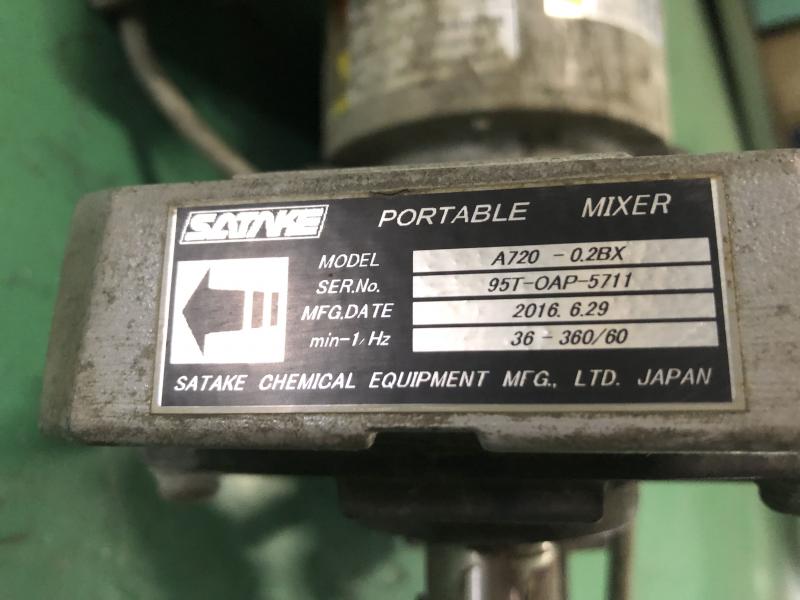 SATAKE PORTABLE MIXER
MODEL A720 - 0.2BX
SER.No. 95T-OAP-5711
MFG.DATE 2016. 6.29
min-1/Hz 36 - 360/60
SATAKE CHEMICAL EQUIPMENT MFG., LTD. JAPAN